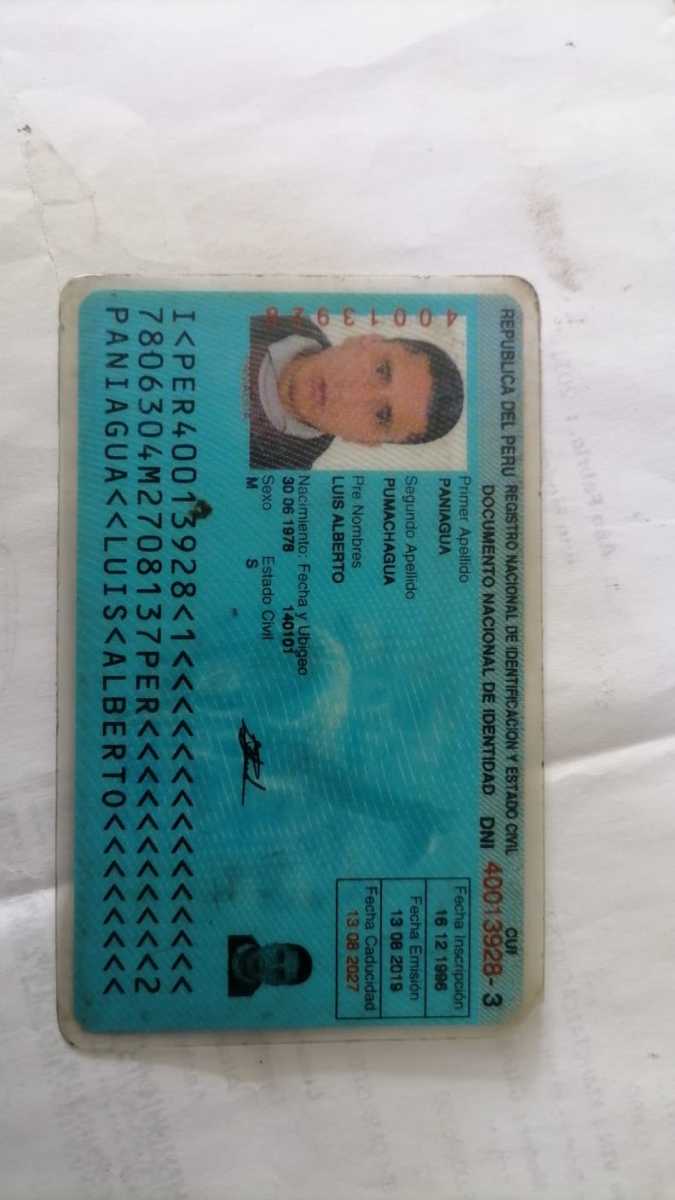 REPUBLICA DEL PERU REGISTRO NACIONAL DE IDENTIFICACION Y ESTADO CIVIL
DOCUMENTO NACIONAL DE IDENTIDAD DNI
CUI
40013928-3
40013928
Primer Apellido
PANIAGUA
Segundo Apellido
PUMACHAGUA
Pre Nombres
LUIS ALBERTO
Nacimiento: Fecha y Ubigeo
30 06 1978 140101
Sexo Estado Civil
M S
Fecha Inscripción
16 12 1996
Fecha Emisión
13 08 2019
Fecha Caducidad
13 08 2027
I<PER40013928<1<<<<<<<<<<<<<<<
7806304M2708137PER<<<<<<<<<<<2
PANIAGUA<<LUIS<ALBERTO<<<<<<<<